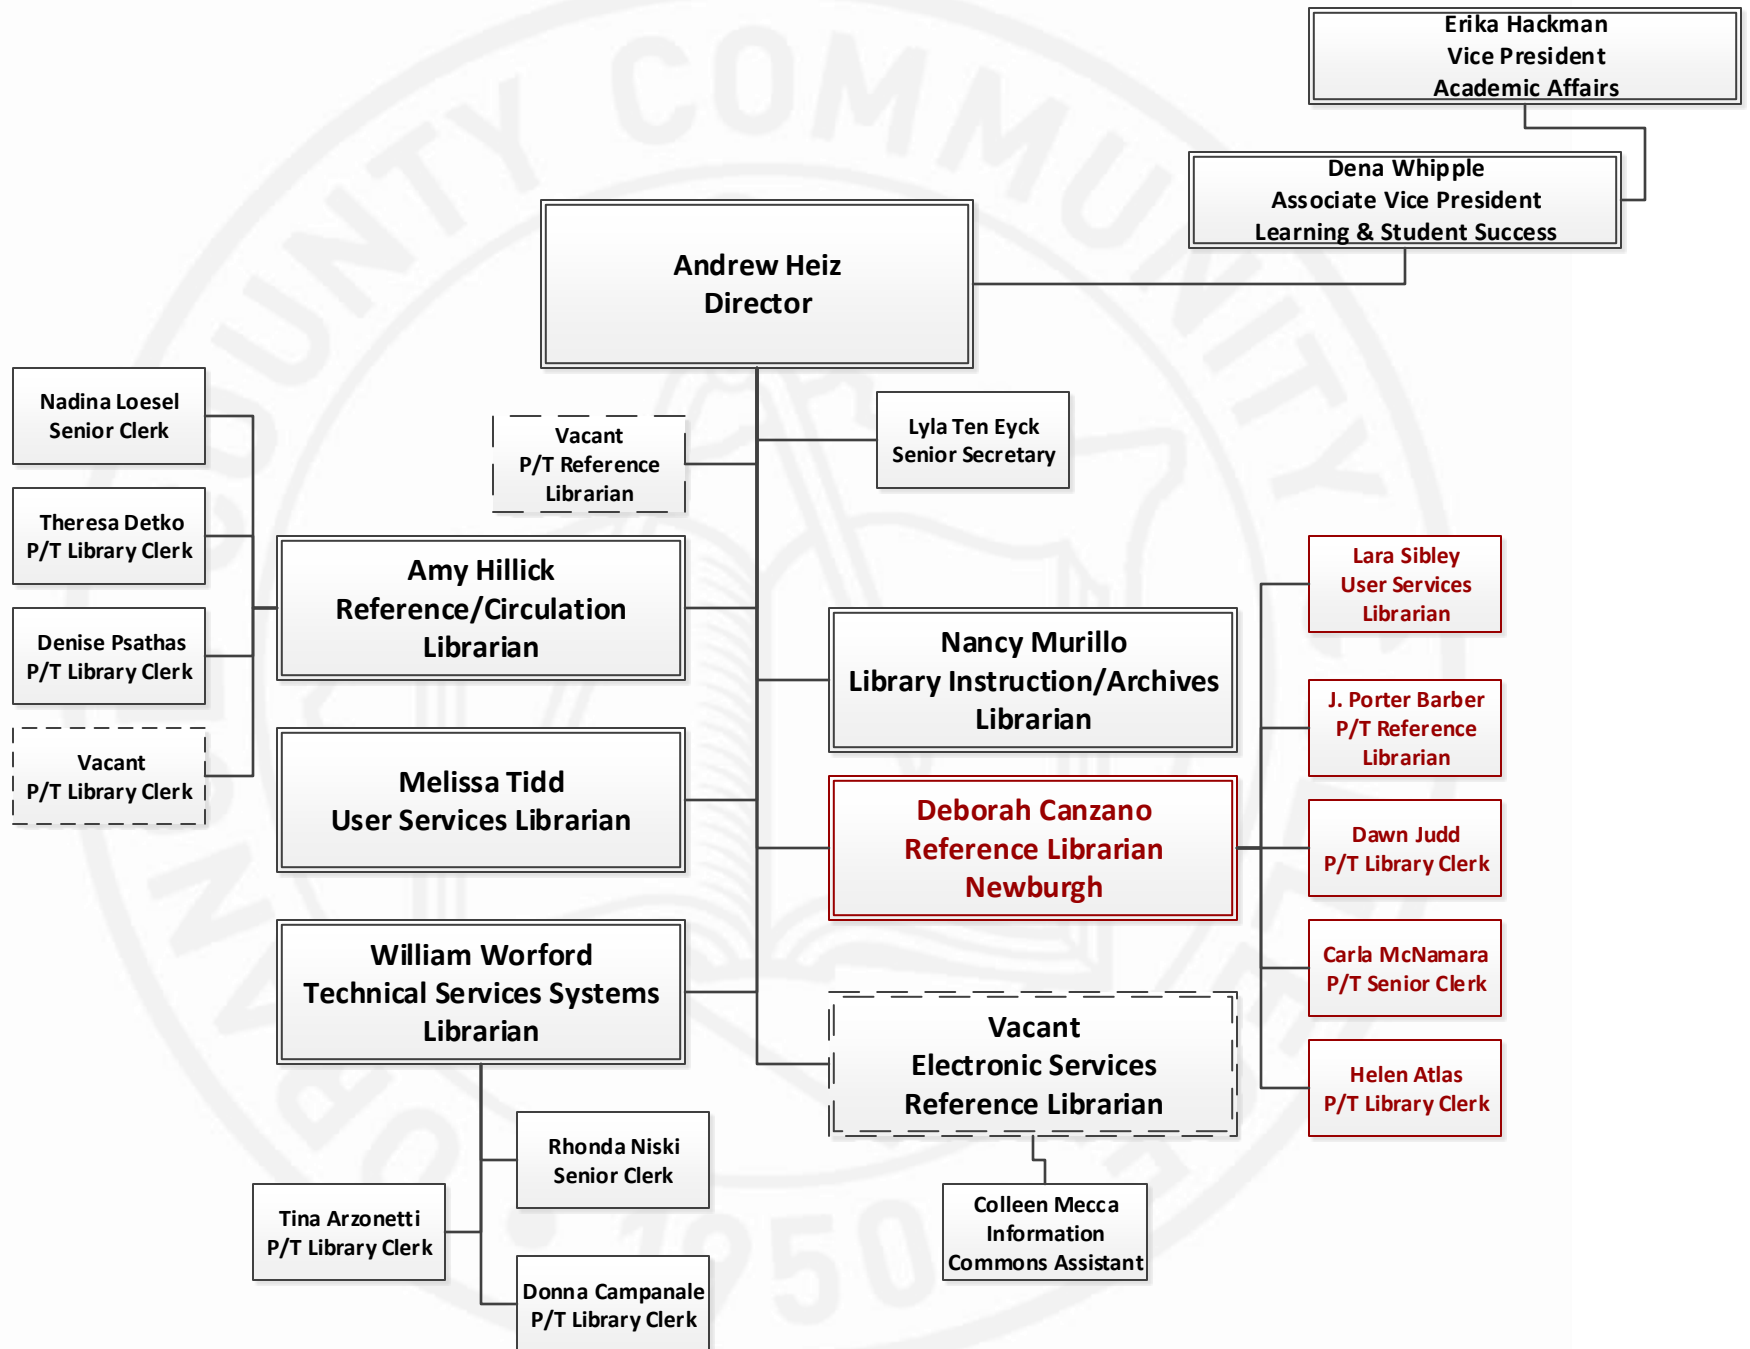 Erika Hackman
Vice President
Academic Affairs
Dena Whipple
Associate Vice President
Learning & Student Success
Andrew Heiz
Director
Nadina Loesel
Senior Clerk
Vacant
P/T Reference
Librarian
Lyla Ten Eyck
Senior Secretary
Theresa Detko
P/T Library Clerk
Amy Hillick
Reference/Circulation
Librarian
Denise Psathas
P/T Library Clerk
Vacant
P/T Library Clerk
Nancy Murillo
Library Instruction/Archives
Librarian
Lara Sibley
User Services
Librarian
J. Porter Barber
P/T Reference
Librarian
Melissa Tidd
User Services Librarian
Deborah Canzano
Reference Librarian
Newburgh
Dawn Judd
P/T Library Clerk
Carla McNamara
P/T Senior Clerk
Helen Atlas
P/T Library Clerk
William Worford
Technical Services Systems
Librarian
Vacant
Electronic Services
Reference Librarian
Rhonda Niski
Senior Clerk
Tina Arzonetti
P/T Library Clerk
Donna Campanale
P/T Library Clerk
Colleen Mecca
Information
Commons Assistant
COUNTY COMMUNITY
1950